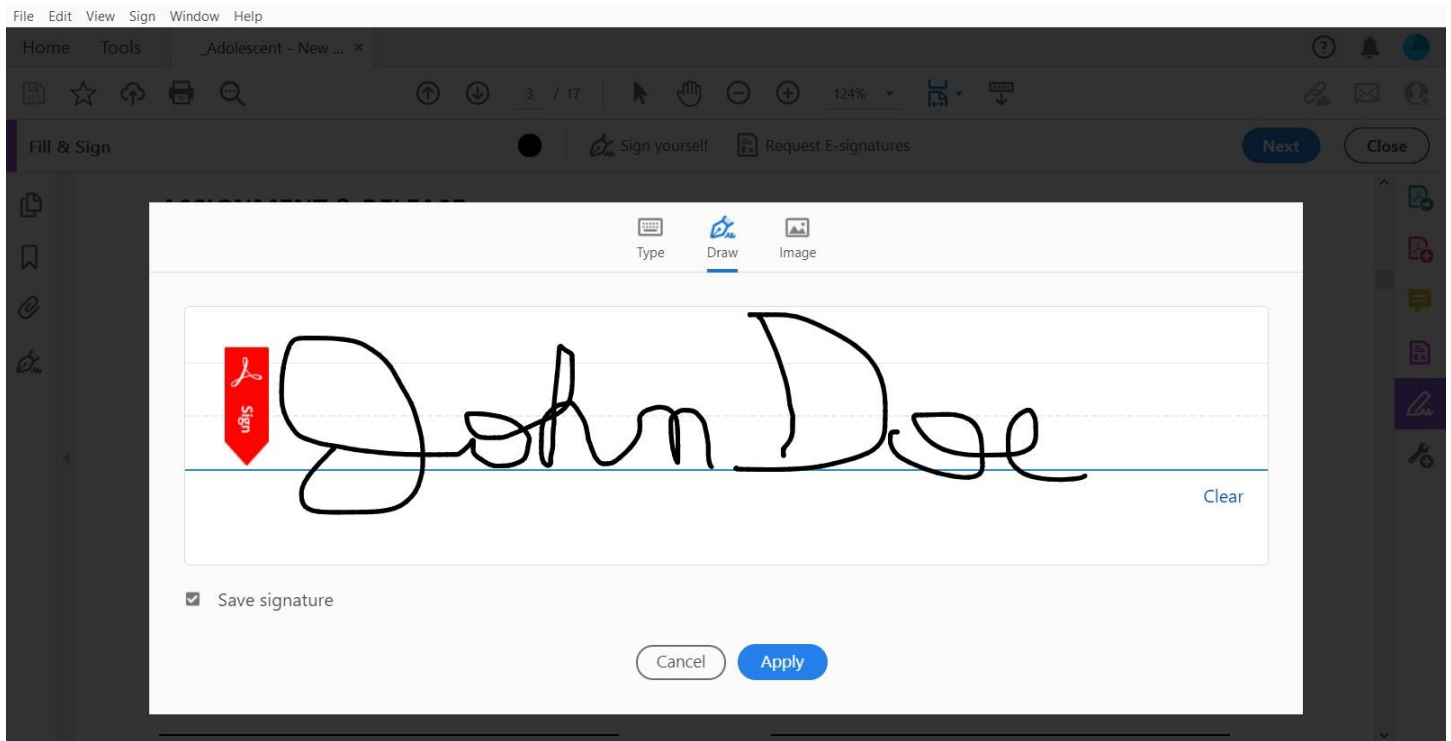 File Edit View Sign Window Help
Home Tools _Adolescent - New ... ×
3 / 17 124%
Fill & Sign Sign yourself Request E-signatures Next Close
Type Draw Image
Sign
John Doe
Clear
Save signature
Cancel Apply